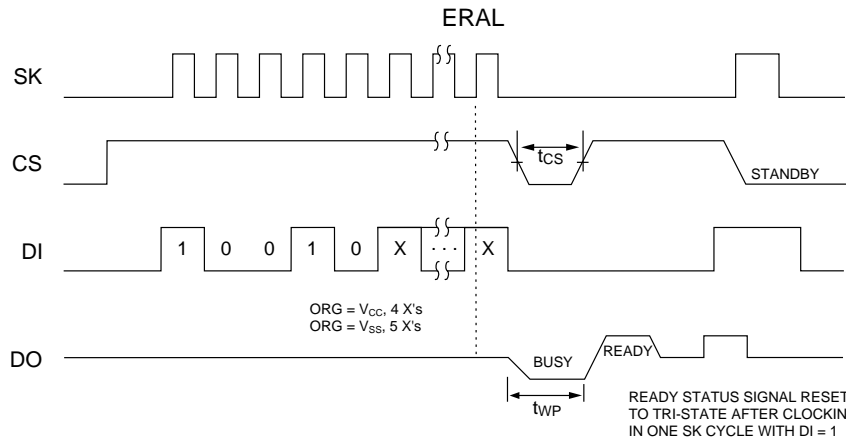 ERAL
SK
CS
tCS
STANDBY
DI
1 0 0 1 0 X ... X
ORG = VCC, 4 X's
ORG = VSS, 5 X's
DO
BUSY
READY
tWP
READY STATUS SIGNAL RESET
TO TRI-STATE AFTER CLOCKIN
IN ONE SK CYCLE WITH DI = 1